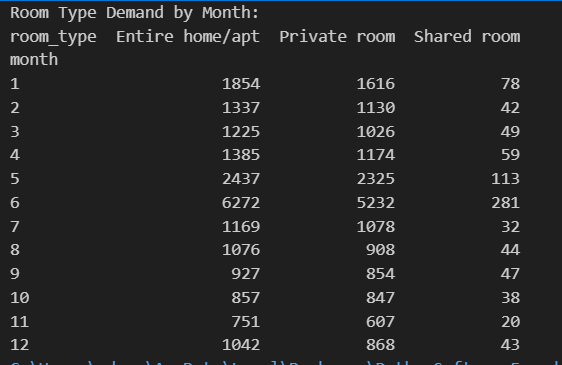 Room Type Demand by Month:
room_type  Entire home/apt  Private room  Shared room
month
1                     1854          1616           78
2                     1337          1130           42
3                     1225          1026           49
4                     1385          1174           59
5                     2437          2325          113
6                     6272          5232          281
7                     1169          1078           32
8                     1076           908           44
9                      927           854           47
10                     857           847           38
11                     751           607           20
12                    1042           868           43